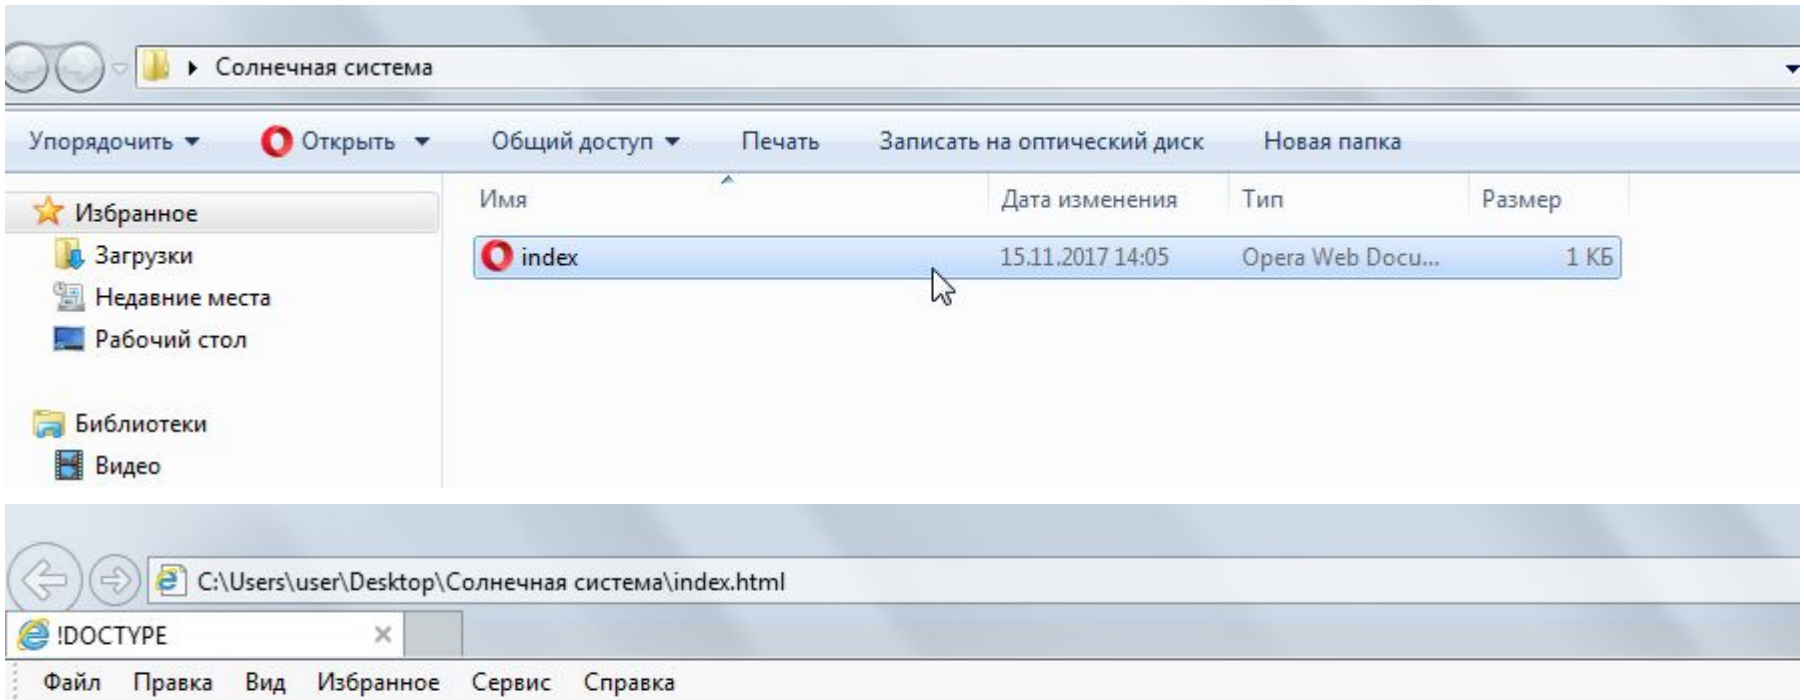 Солнечная система
Упорядочить Открыть Общий доступ Печать Записать на оптический диск Новая папка
Имя Дата изменения Тип Размер
Избранное
Загрузки
Недавние места
Рабочий стол
Библиотеки
Видео
index 15.11.2017 14:05 Opera Web Docu... 1 КБ
C:\Users\user\Desktop\Солнечная система\index.html
!DOCTYPE
Файл Правка Вид Избранное Сервис Справка